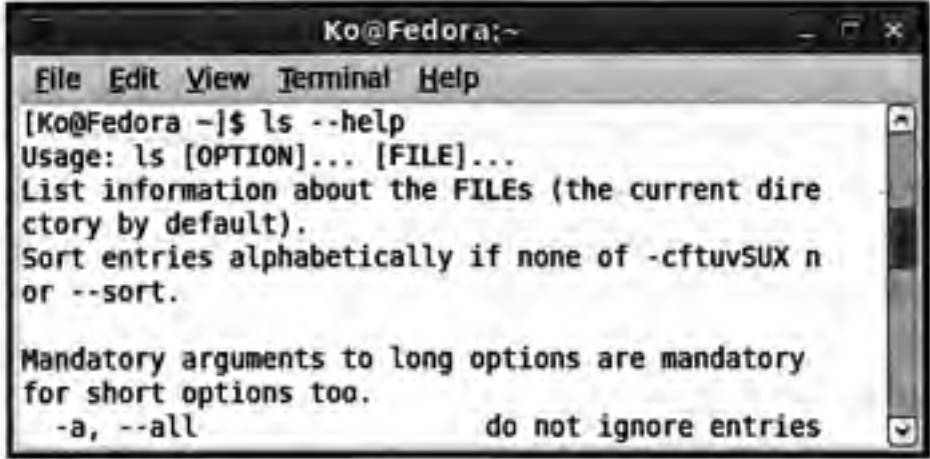 Ko@Fedora:~
File Edit View Terminal Help
[Ko@Fedora ~]$ ls --help
Usage: ls [OPTION]... [FILE]...
List information about the FILEs (the current dire
ctory by default).
Sort entries alphabetically if none of -cftuvSUX n
or --sort.
Mandatory arguments to long options are mandatory
for short options too.
-a, --all do not ignore entries